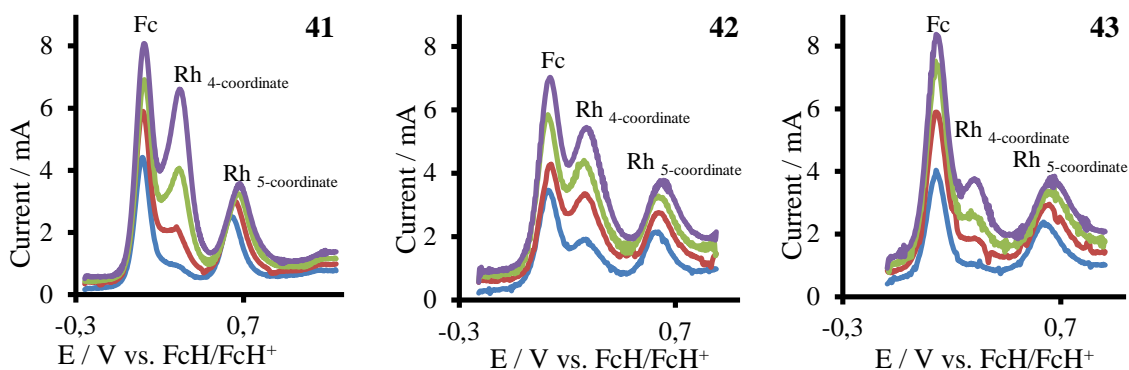 41
Fc
Rh 4-coordinate
Rh 5-coordinate
8
6
4
2
0
-0,3
0,7
Current / mA
E / V vs. FcH/FcH⁺
42
Fc
Rh 4-coordinate
Rh 5-coordinate
8
6
4
2
0
-0,3
0,7
Current / mA
E / V vs. FcH/FcH⁺
43
Fc
Rh 4-coordinate
Rh 5-coordinate
8
6
4
2
0
-0,3
0,7
Current / mA
E / V vs. FcH/FcH⁺